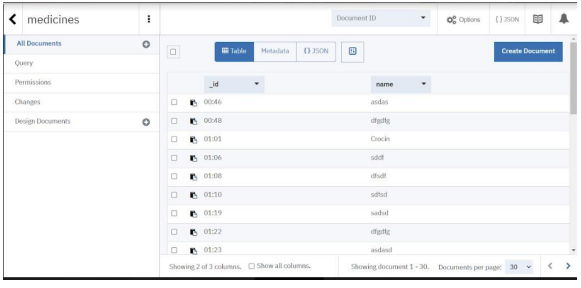 medicines
Document ID
Options
{ } JSON
All Documents
Query
Permissions
Changes
Design Documents
Table
Metadata
{ } JSON
Create Document
_id name
00:46 asdas
00:48 dfgdfg
01:01 Crocin
01:06 sddf
01:08 dfsdf
01:10 sdfsd
01:19 sadsd
01:22 dfgdfg
01:23 asdasd
Showing 2 of 3 columns. Show all columns. Showing document 1 - 30. Documents per page: 30